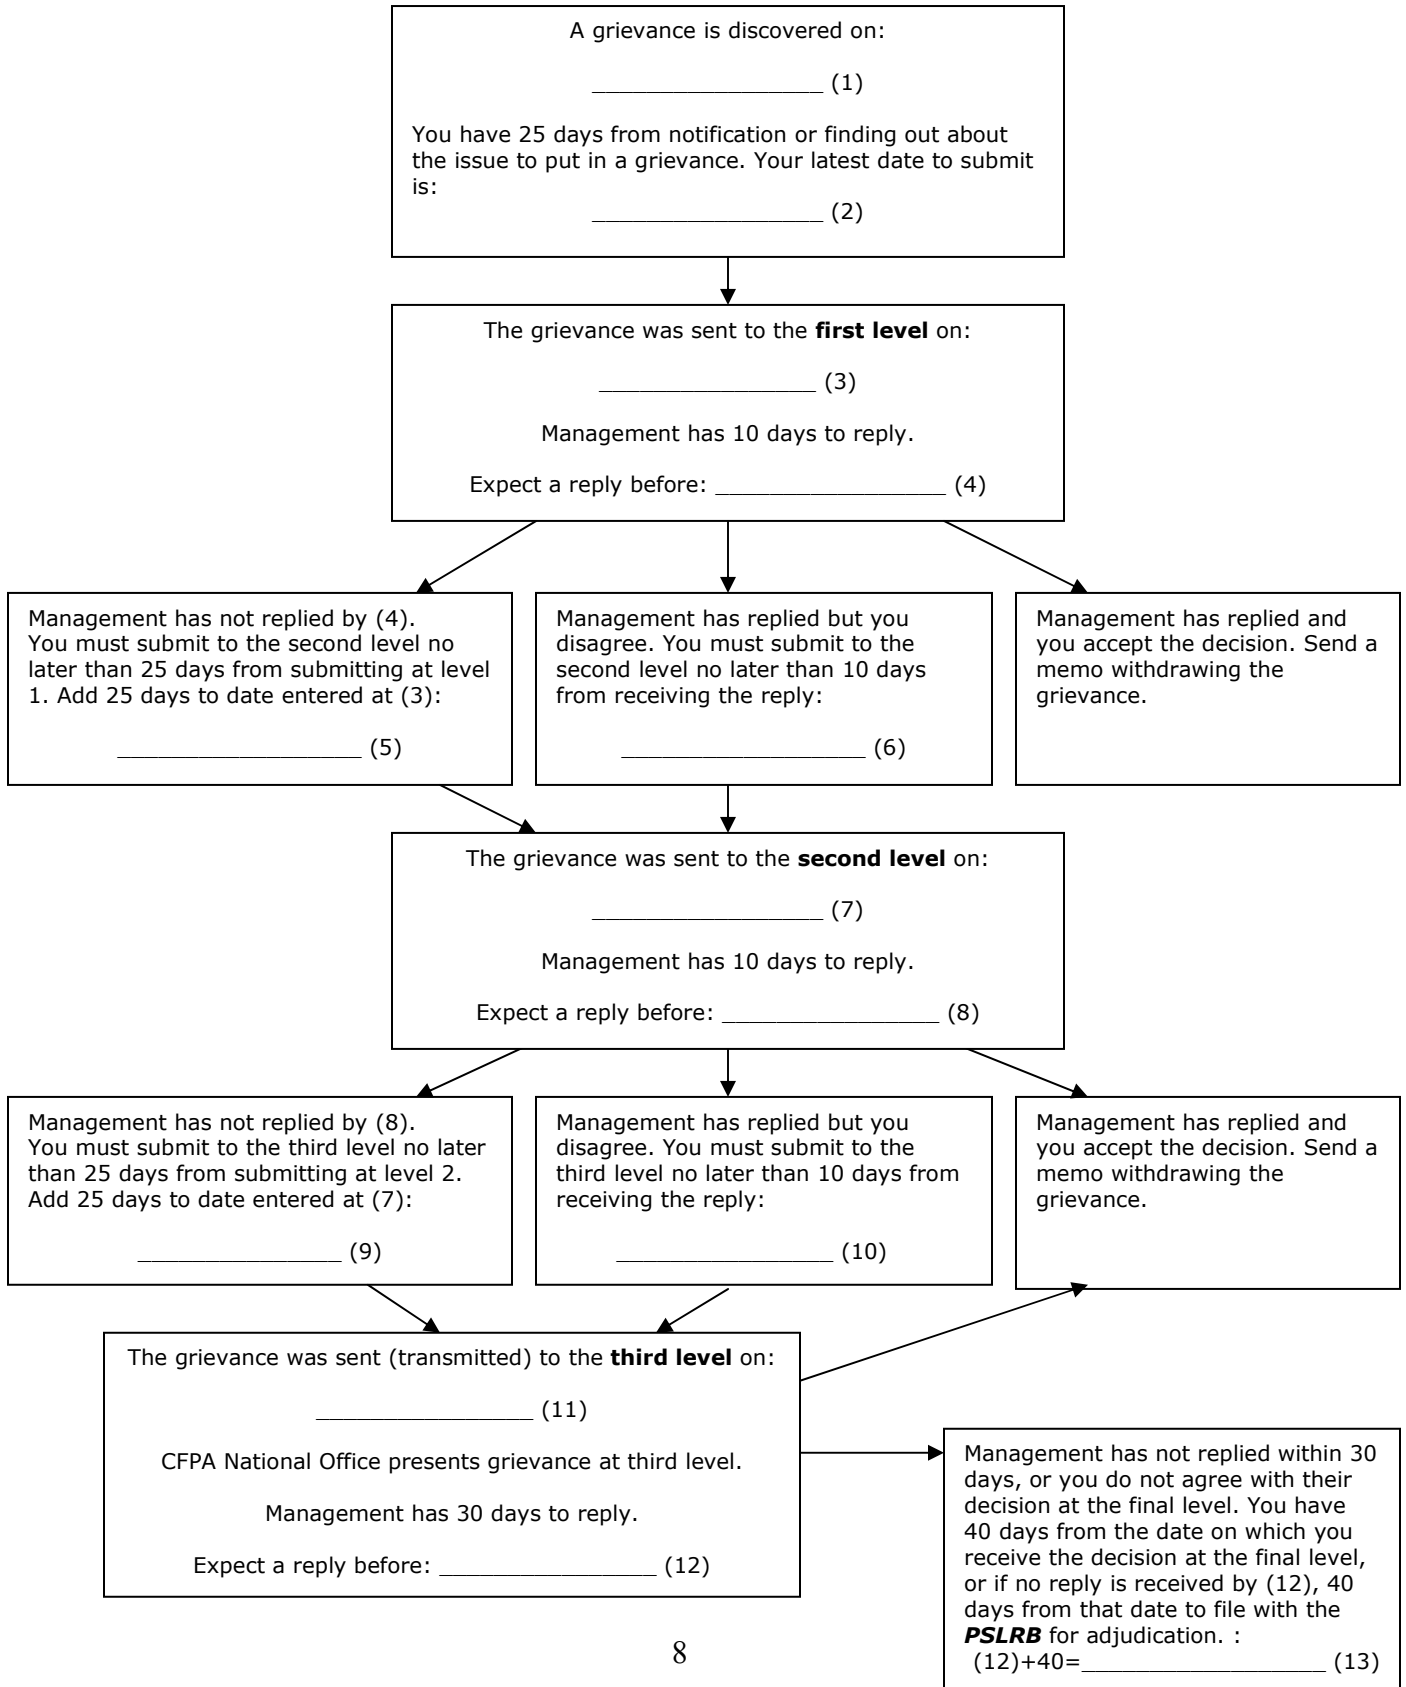 A grievance is discovered on:
_________________ (1)
You have 25 days from notification or finding out about
the issue to put in a grievance. Your latest date to submit
is:
_________________ (2)
The grievance was sent to the first level on:
________________ (3)
Management has 10 days to reply.
Expect a reply before: _________________ (4)
Management has not replied by (4).
You must submit to the second level no
later than 25 days from submitting at level
1. Add 25 days to date entered at (3):
__________________ (5)
Management has replied but you
disagree. You must submit to the
second level no later than 10 days
from receiving the reply:
__________________ (6)
Management has replied and
you accept the decision. Send a
memo withdrawing the
grievance.
The grievance was sent to the second level on:
_________________ (7)
Management has 10 days to reply.
Expect a reply before: ________________ (8)
Management has not replied by (8).
You must submit to the third level no later
than 25 days from submitting at level 2.
Add 25 days to date entered at (7):
_______________ (9)
Management has replied but you
disagree. You must submit to the
third level no later than 10 days from
receiving the reply:
________________ (10)
Management has replied and
you accept the decision. Send a
memo withdrawing the
grievance.
The grievance was sent (transmitted) to the third level on:
________________ (11)
CFPA National Office presents grievance at third level.
Management has 30 days to reply.
Expect a reply before: ________________ (12)
Management has not replied within 30
days, or you do not agree with their
decision at the final level. You have
40 days from the date on which you
receive the decision at the final level,
or if no reply is received by (12), 40
days from that date to file with the
PSLRB for adjudication. :
(12)+40=__________________ (13)
8